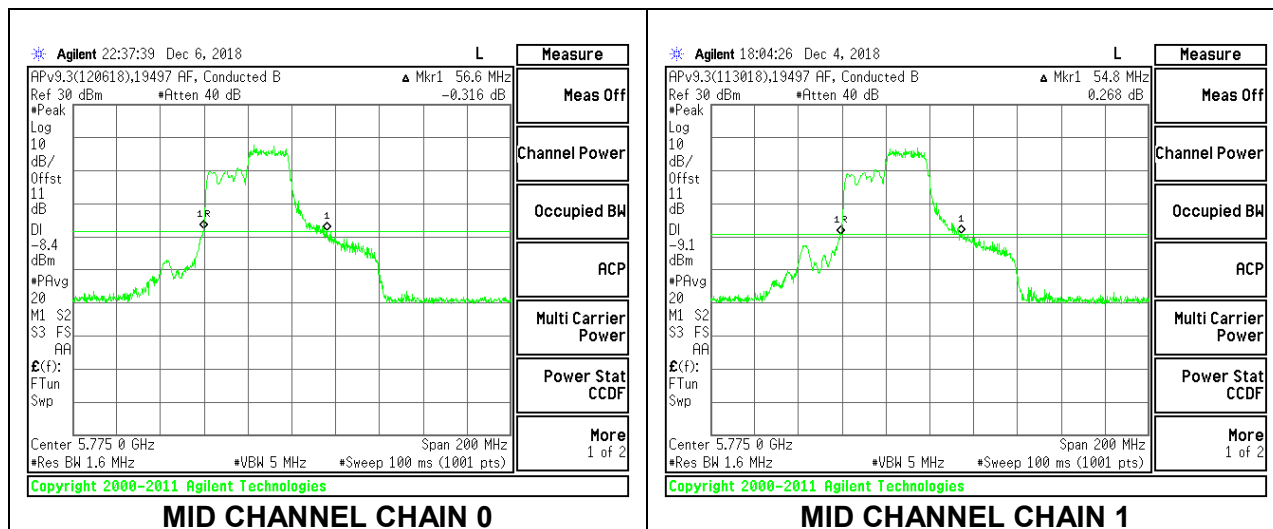 Agilent 22:37:39 Dec 6, 2018 L Measure
APv9.3(120618),19497 AF, Conducted B Δ Mkr1 56.6 MHz
Ref 30 dBm #Atten 40 dB -0.316 dB
Meas Off
#Peak
Log
10
dB/
Offst
11
dB
DI
-8.4
dBm
#PAvg
20
M1 S2
S3 FS
AA
£(f):
FTun
Swp
1R
1
Channel Power
Occupied BW
ACP
Multi Carrier
Power
Power Stat
CCDF
More
1 of 2
Center 5.775 0 GHz Span 200 MHz
#Res BW 1.6 MHz #VBW 5 MHz #Sweep 100 ms (1001 pts)
Copyright 2000-2011 Agilent Technologies
MID CHANNEL CHAIN 0
Agilent 18:04:26 Dec 4, 2018 L Measure
APv9.3(113018),19497 AF, Conducted B Δ Mkr1 54.8 MHz
Ref 30 dBm #Atten 40 dB 0.268 dB
Meas Off
#Peak
Log
10
dB/
Offst
11
dB
DI
-9.1
dBm
#PAvg
20
M1 S2
S3 FS
AA
£(f):
FTun
Swp
1R
1
Channel Power
Occupied BW
ACP
Multi Carrier
Power
Power Stat
CCDF
More
1 of 2
Center 5.775 0 GHz Span 200 MHz
#Res BW 1.6 MHz #VBW 5 MHz #Sweep 100 ms (1001 pts)
Copyright 2000-2011 Agilent Technologies
MID CHANNEL CHAIN 1